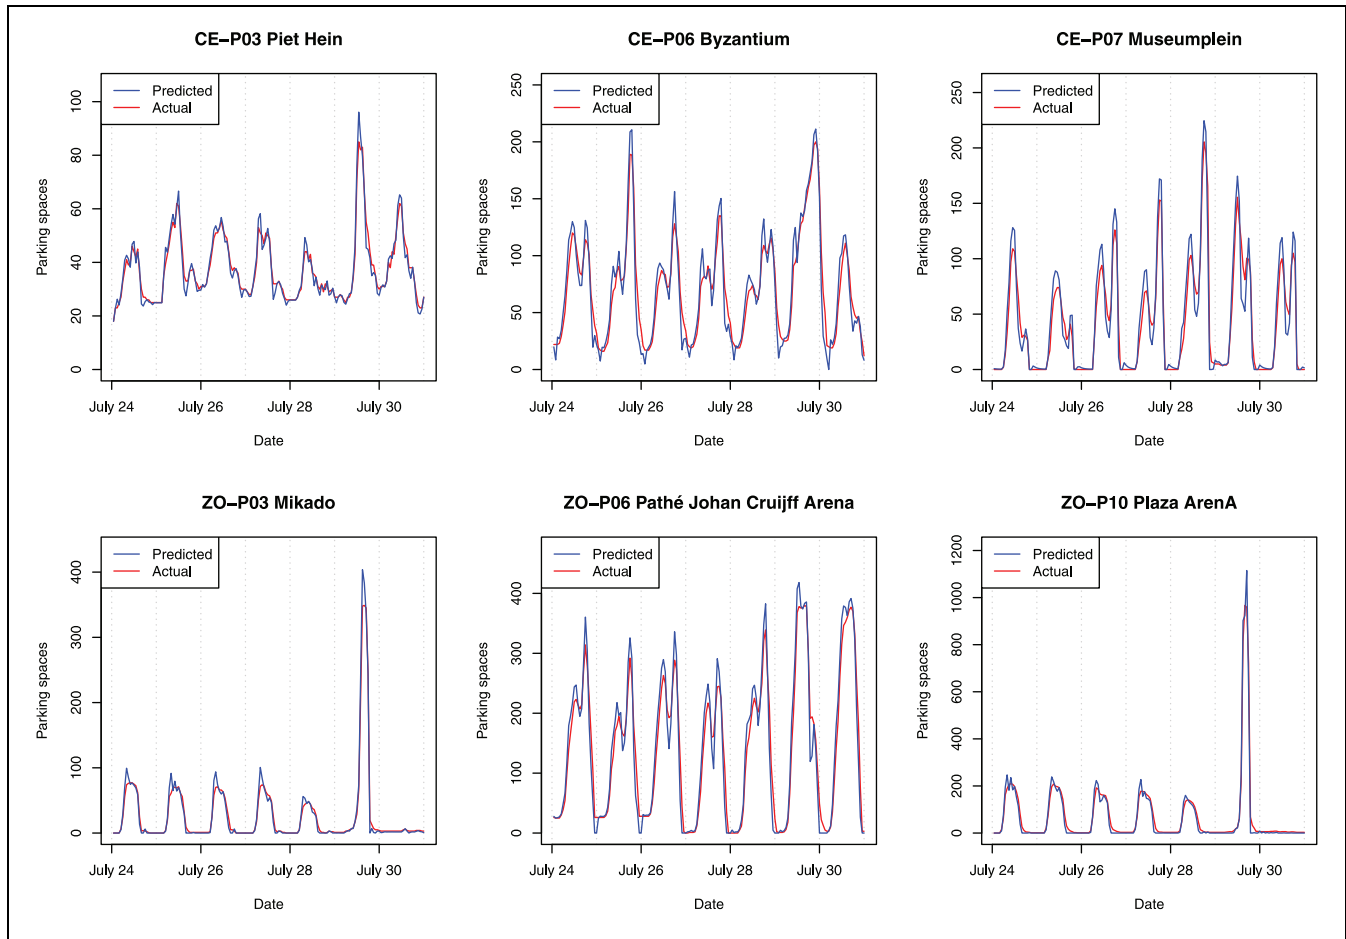 CE–P03 Piet Hein
Predicted
Actual
Parking spaces
100
80
60
40
20
0
July 24
July 26
July 28
July 30
Date
CE–P06 Byzantium
Predicted
Actual
Parking spaces
250
200
150
100
50
0
July 24
July 26
July 28
July 30
Date
CE–P07 Museumplein
Predicted
Actual
Parking spaces
250
200
150
100
50
0
July 24
July 26
July 28
July 30
Date
ZO–P03 Mikado
Predicted
Actual
Parking spaces
400
300
200
100
0
July 24
July 26
July 28
July 30
Date
ZO–P06 Pathé Johan Cruijff Arena
Predicted
Actual
Parking spaces
400
300
200
100
0
July 24
July 26
July 28
July 30
Date
ZO–P10 Plaza ArenA
Predicted
Actual
Parking spaces
1200
1000
800
600
400
200
0
July 24
July 26
July 28
July 30
Date